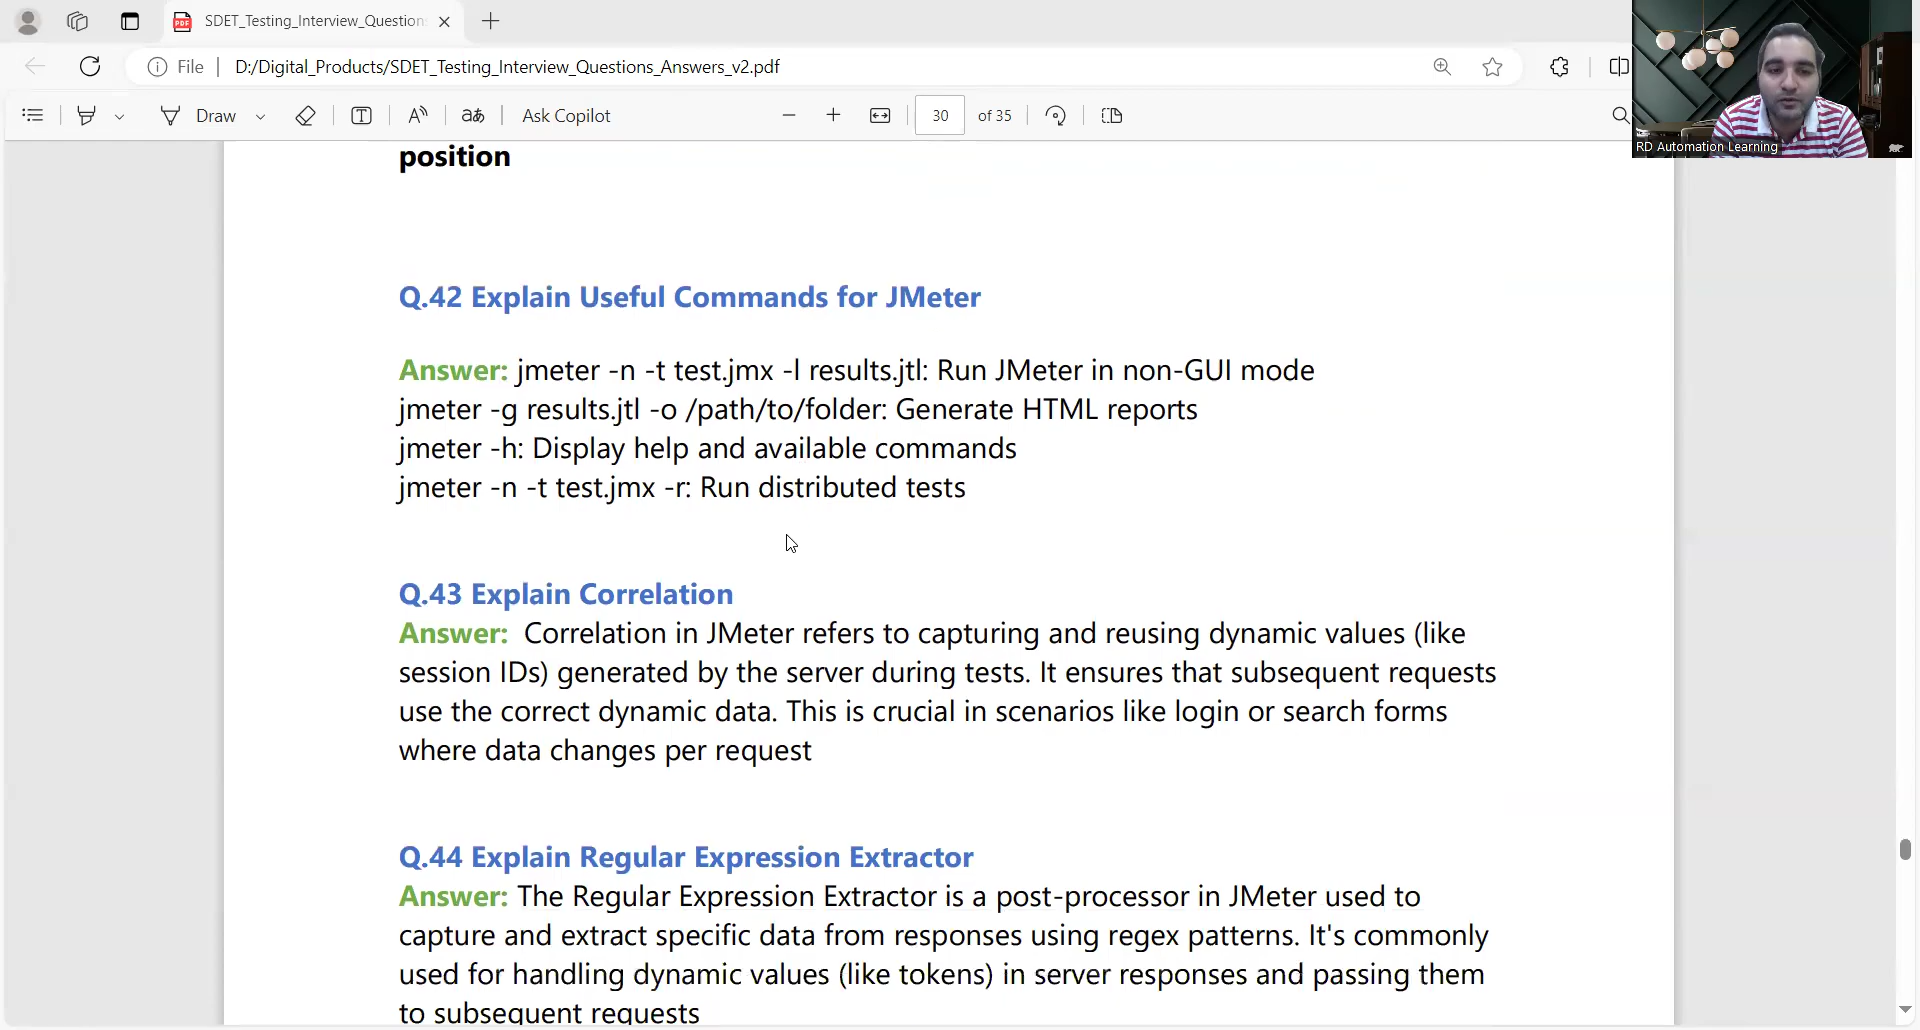 SDET_Testing_Interview_Question
File
D:/Digital_Products/SDET_Testing_Interview_Questions_Answers_v2.pdf
Draw
aあ
Ask Copilot
30 of 35
RD Automation Learning
position
Q.42 Explain Useful Commands for JMeter
Answer: jmeter -n -t test.jmx -l results.jtl: Run JMeter in non-GUI mode
jmeter -g results.jtl -o /path/to/folder: Generate HTML reports
jmeter -h: Display help and available commands
jmeter -n -t test.jmx -r: Run distributed tests
Q.43 Explain Correlation
Answer: Correlation in JMeter refers to capturing and reusing dynamic values (like
session IDs) generated by the server during tests. It ensures that subsequent requests
use the correct dynamic data. This is crucial in scenarios like login or search forms
where data changes per request
Q.44 Explain Regular Expression Extractor
Answer: The Regular Expression Extractor is a post-processor in JMeter used to
capture and extract specific data from responses using regex patterns. It's commonly
used for handling dynamic values (like tokens) in server responses and passing them
to subsequent requests